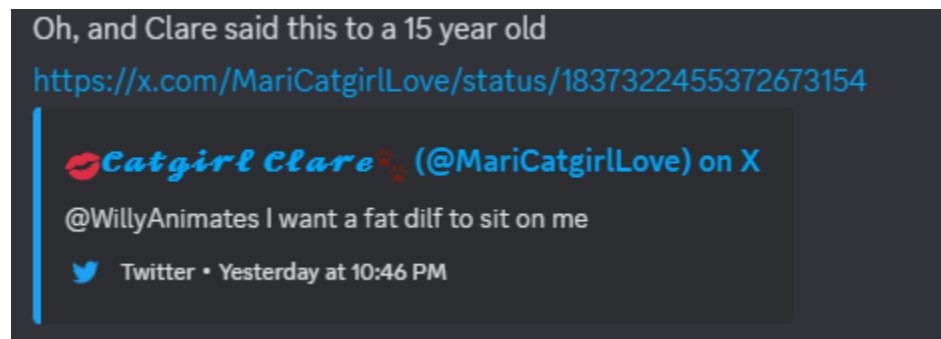 Oh, and Clare said this to a 15 year old
https://x.com/MariCatgirlLove/status/1837322455372673154
💋𝓒𝓪𝓽𝓰𝓲𝓻𝓵 𝓒𝓵𝓪𝓻𝓮🐾 (@MariCatgirlLove) on X
@WillyAnimates I want a fat dilf to sit on me
Twitter • Yesterday at 10:46 PM